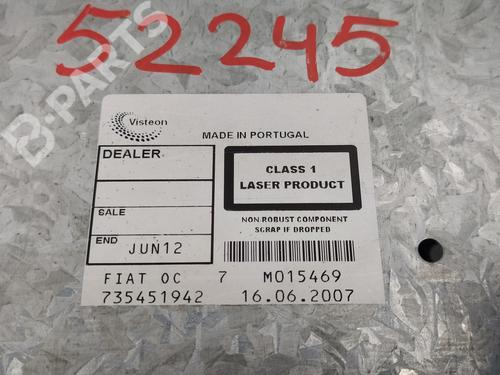 52245
Visteon
MADE IN PORTUGAL
DEALER
CLASS 1
LASER PRODUCT
SALE
NON-ROBUST COMPONENT
SCRAP IF DROPPED
END JUN12
FIAT OC 7 M015469
735451942 16.06.2007
B-PARTS